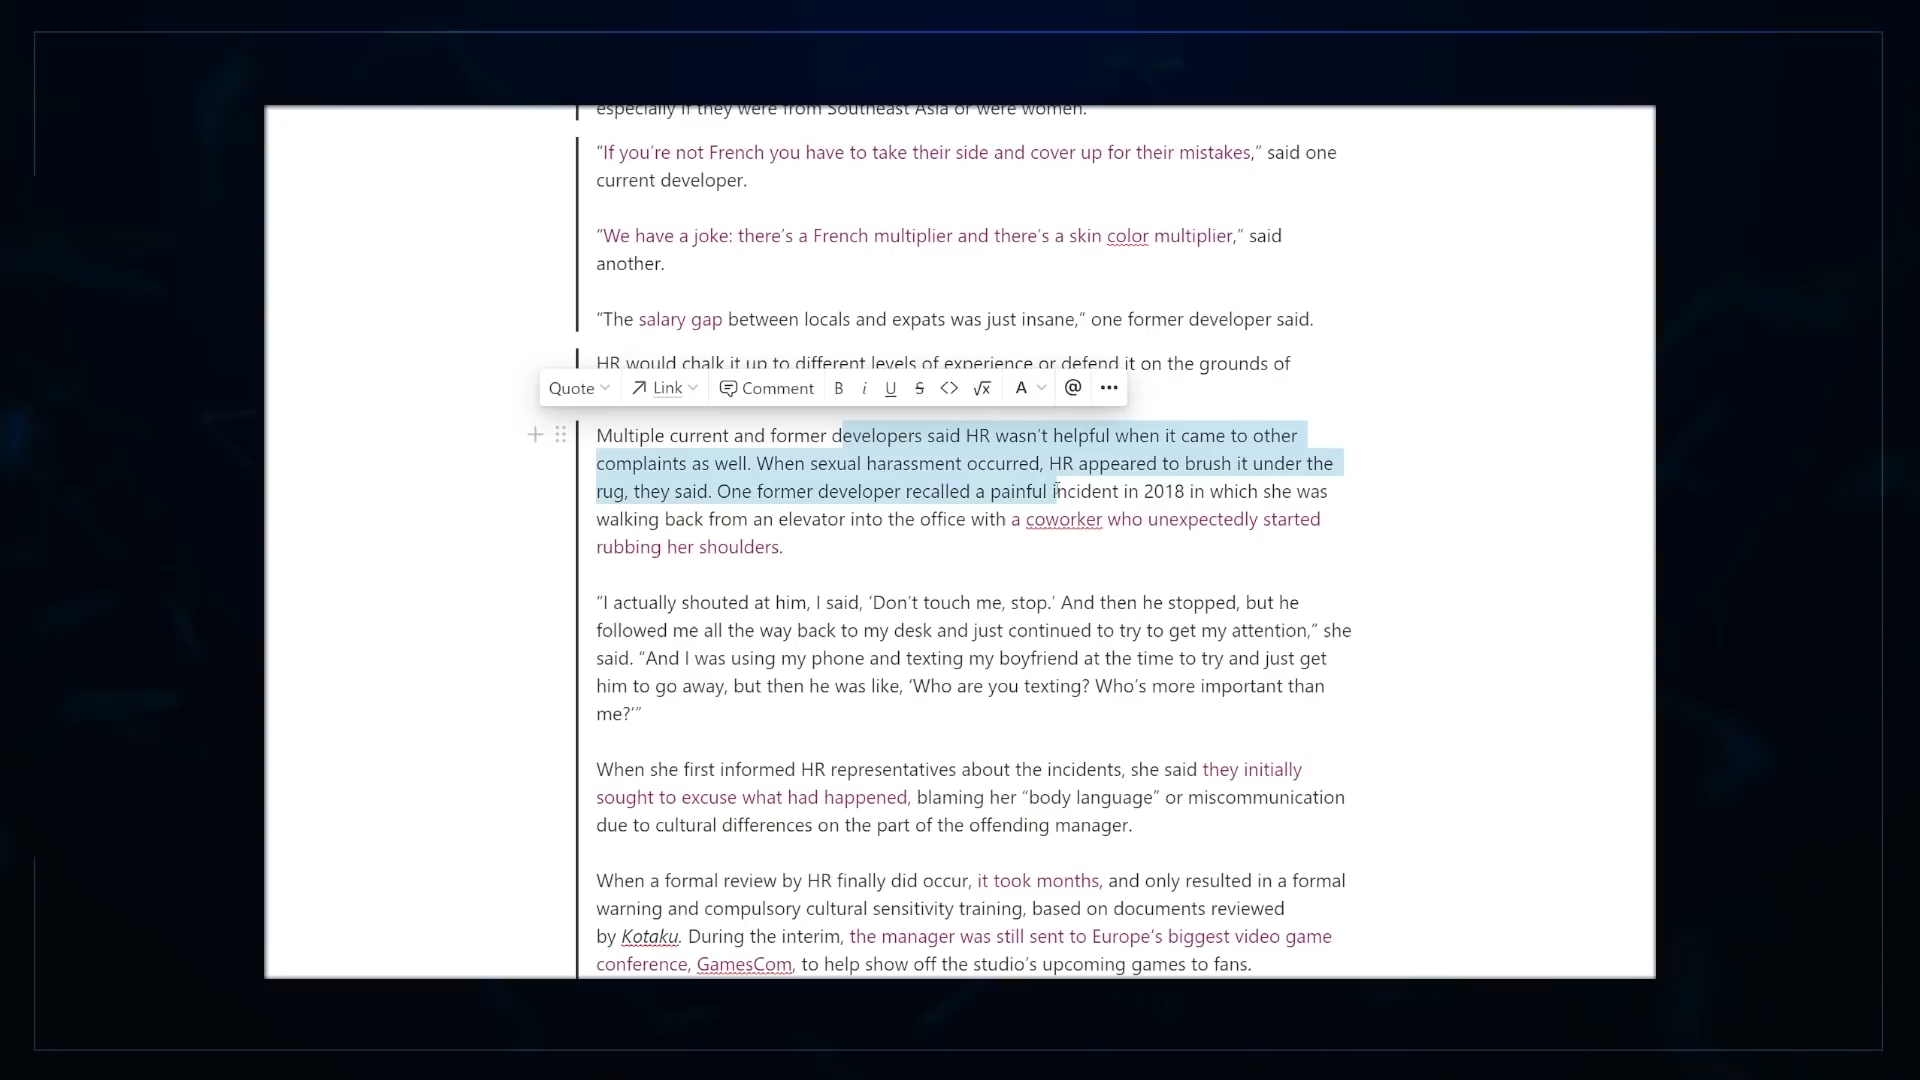 especially if they were from Southeast Asia or were women.
“If you’re not French you have to take their side and cover up for their mistakes,” said one
current developer.
“We have a joke: there’s a French multiplier and there’s a skin color multiplier,” said
another.
“The salary gap between locals and expats was just insane,” one former developer said.
HR would chalk it up to different levels of experience or defend it on the grounds of
Quote Link Comment B i U S <> √x A @ •••
Multiple current and former developers said HR wasn’t helpful when it came to other
complaints as well. When sexual harassment occurred, HR appeared to brush it under the
rug, they said. One former developer recalled a painful incident in 2018 in which she was
walking back from an elevator into the office with a coworker who unexpectedly started
rubbing her shoulders.
“I actually shouted at him, I said, ‘Don’t touch me, stop.’ And then he stopped, but he
followed me all the way back to my desk and just continued to try to get my attention,” she
said. “And I was using my phone and texting my boyfriend at the time to try and just get
him to go away, but then he was like, ‘Who are you texting? Who’s more important than
me?’”
When she first informed HR representatives about the incidents, she said they initially
sought to excuse what had happened, blaming her “body language” or miscommunication
due to cultural differences on the part of the offending manager.
When a formal review by HR finally did occur, it took months, and only resulted in a formal
warning and compulsory cultural sensitivity training, based on documents reviewed
by Kotaku. During the interim, the manager was still sent to Europe’s biggest video game
conference, GamesCom, to help show off the studio’s upcoming games to fans.